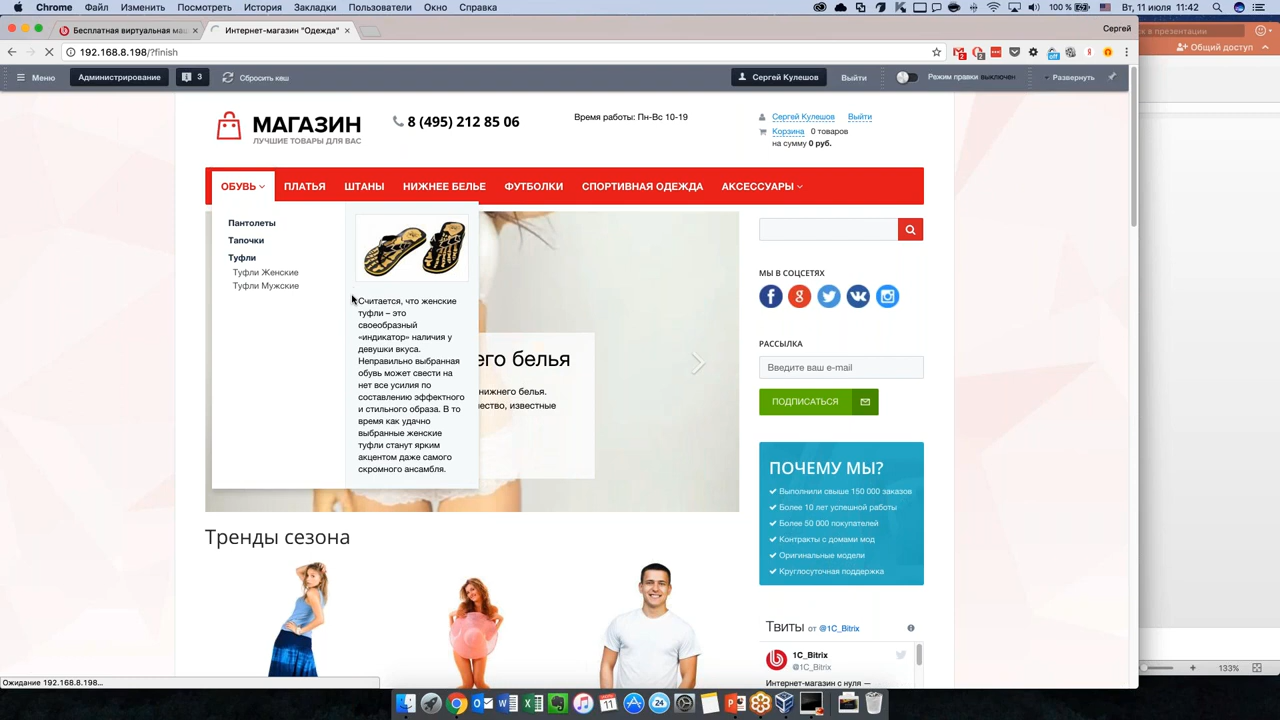 Chrome Файл Изменить Посмотреть История Закладки Пользователи Окно Справка 100 % Вт, 11 июля 11:42
Бесплатная виртуальная маш Интернет-магазин "Одежда" Сергей
к в презентации
192.168.8.198/?finish
Общий доступ
Меню Администрирование 3 Сбросить кеш Сергей Кулешов Выйти Режим правки выключен Развернуть
МАГАЗИН
ЛУЧШИЕ ТОВАРЫ ДЛЯ ВАС
8 (495) 212 85 06
Время работы: Пн-Вс 10-19
Сергей Кулешов Выйти
Корзина 0 товаров
на сумму 0 руб.
ОБУВЬ ПЛАТЬЯ ШТАНЫ НИЖНЕЕ БЕЛЬЕ ФУТБОЛКИ СПОРТИВНАЯ ОДЕЖДА АКСЕССУАРЫ
Пантолеты
Тапочки
Туфли
Туфли Женские
Туфли Мужские
Считается, что женские
туфли – это
своеобразный
«индикатор» наличия у
девушки вкуса.
Неправильно выбранная
обувь может свести на
нет все усилия по
составлению эффектного
и стильного образа. В то
время как удачно
выбранные женские
туфли станут ярким
акцентом даже самого
скромного ансамбля.
его белья
нижнего белья.
чество, известные
МЫ В СОЦСЕТЯХ
РАССЫЛКА
Введите ваш e-mail
ПОДПИСАТЬСЯ
ПОЧЕМУ МЫ?
Выполнили свыше 150 000 заказов
Более 10 лет успешной работы
Более 50 000 покупателей
Контракты с домами мод
Оригинальные модели
Круглосуточная поддержка
Тренды сезона
Твиты от @1C_Bitrix
1C_Bitrix
@1C_Bitrix
Интернет-магазин с нуля —
Ожидание 192.168.8.198...
133%